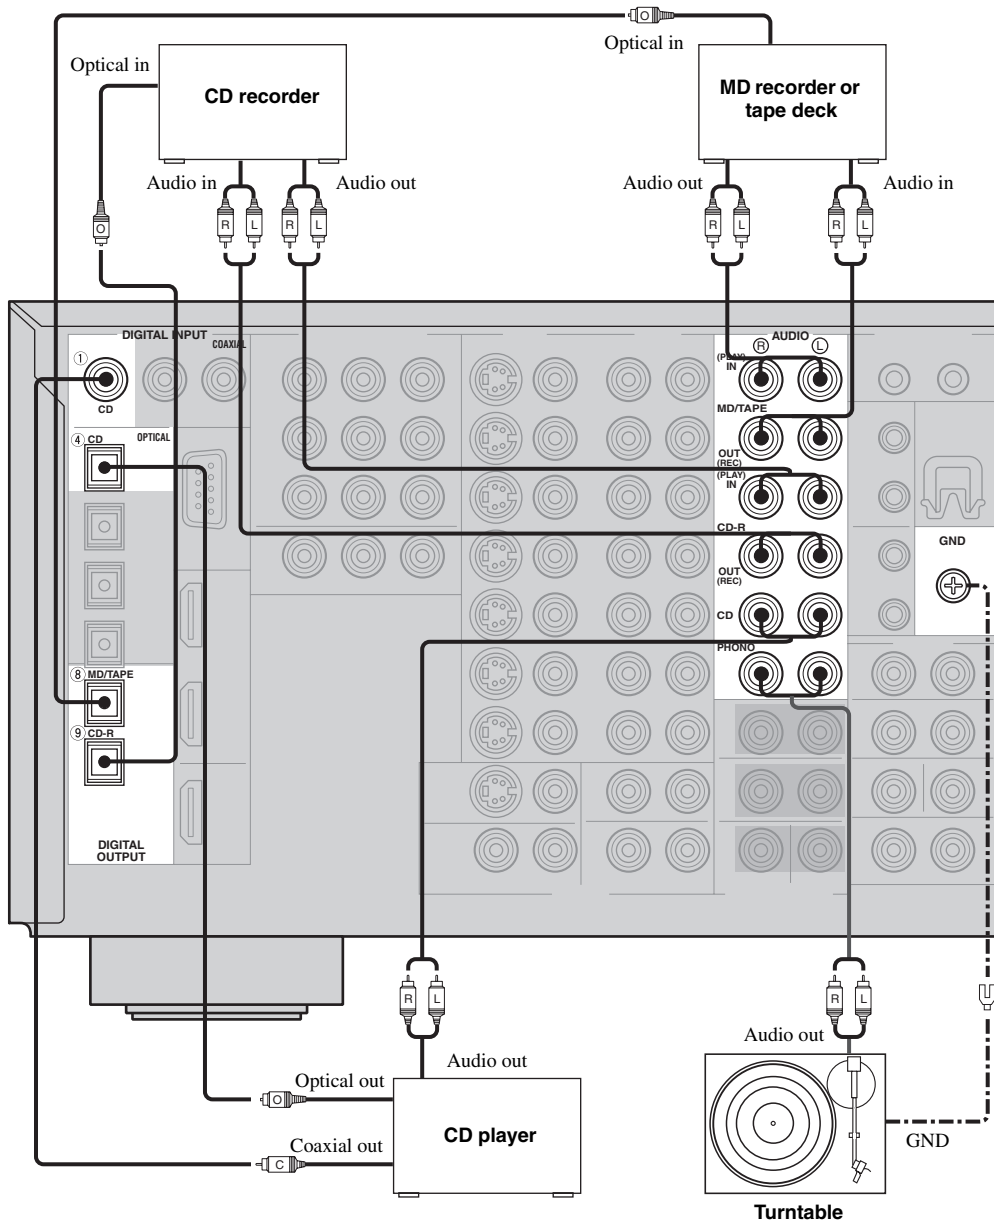 O
Optical in
Optical in
CD recorder
MD recorder or
tape deck
Audio in
Audio out
Audio out
Audio in
O
R
L
R
L
R
L
R
L
DIGITAL INPUT
COAXIAL
AUDIO
R
L
①
(PLAY)
IN
CD
MD/TAPE
④ CD
OPTICAL
OUT
(REC)
(PLAY)
IN
CD-R
GND
OUT
(REC)
CD
PHONO
⑧ MD/TAPE
⑨ CD-R
DIGITAL
OUTPUT
R
L
R
L
Audio out
Audio out
Optical out
O
CD player
Coaxial out
C
GND
Turntable